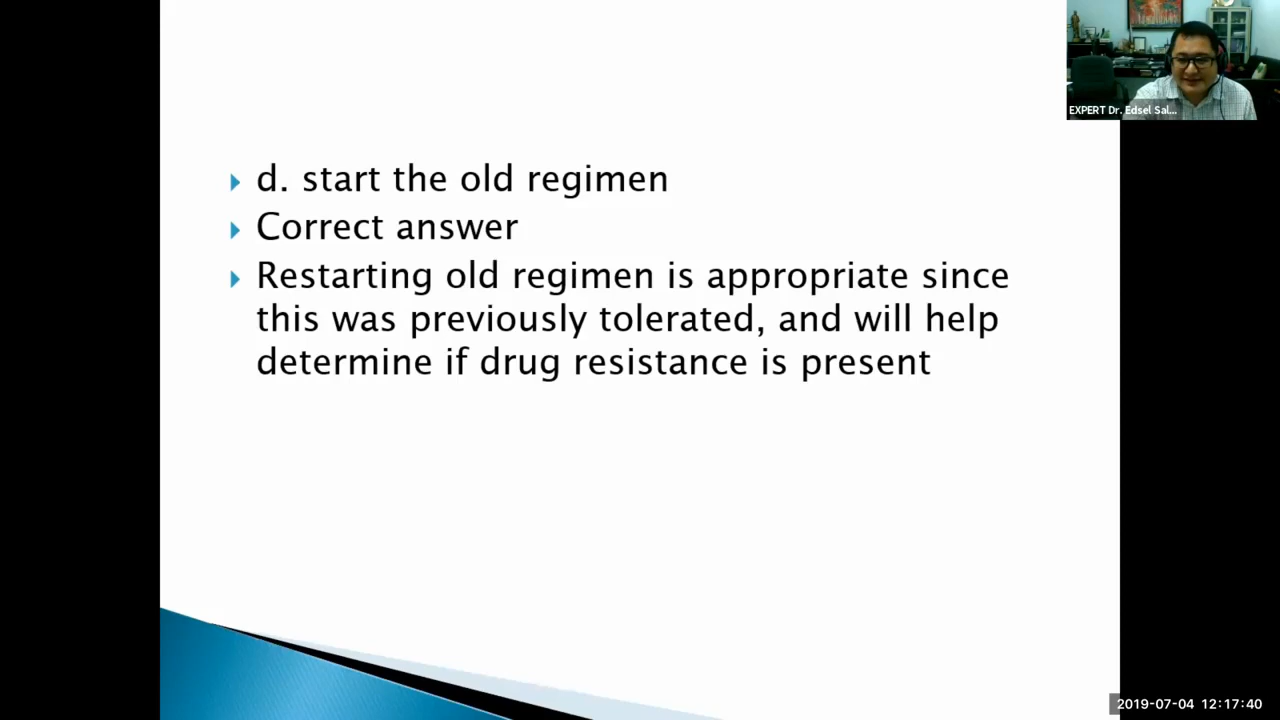 EXPERT Dr. Edsel Sal...
d. start the old regimen
Correct answer
Restarting old regimen is appropriate since
this was previously tolerated, and will help
determine if drug resistance is present
2019-07-04 12:17:40